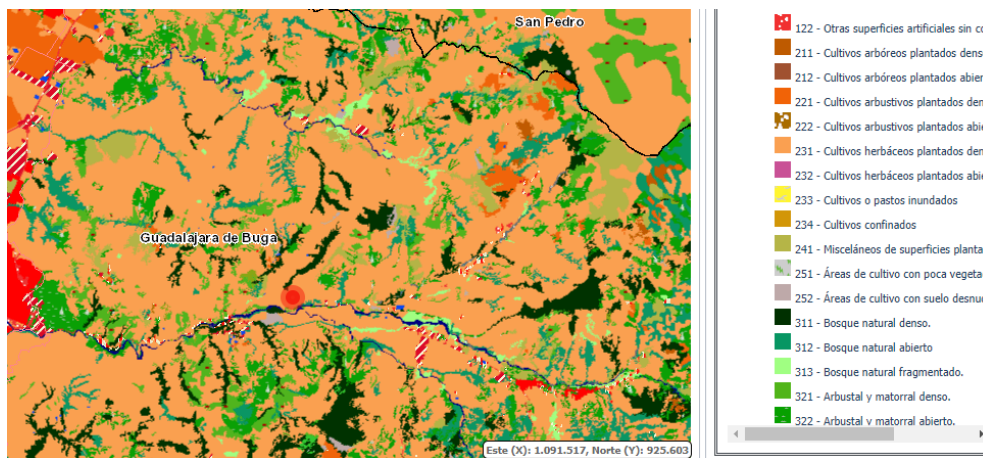 San Pedro
Guadalajara de Buga
Este (X): 1.091.517, Norte (Y): 925.603
122 - Otras superficies artificiales sin co
211 - Cultivos arbóreos plantados dens
212 - Cultivos arbóreos plantados abier
221 - Cultivos arbustivos plantados den
222 - Cultivos arbustivos plantados abi
231 - Cultivos herbáceos plantados den
232 - Cultivos herbáceos plantados abie
233 - Cultivos o pastos inundados
234 - Cultivos confinados
241 - Misceláneos de superficies planta
251 - Áreas de cultivo con poca vegeta
252 - Áreas de cultivo con suelo desnud
311 - Bosque natural denso.
312 - Bosque natural abierto
313 - Bosque natural fragmentado.
321 - Arbustal y matorral denso.
322 - Arbustal y matorral abierto.